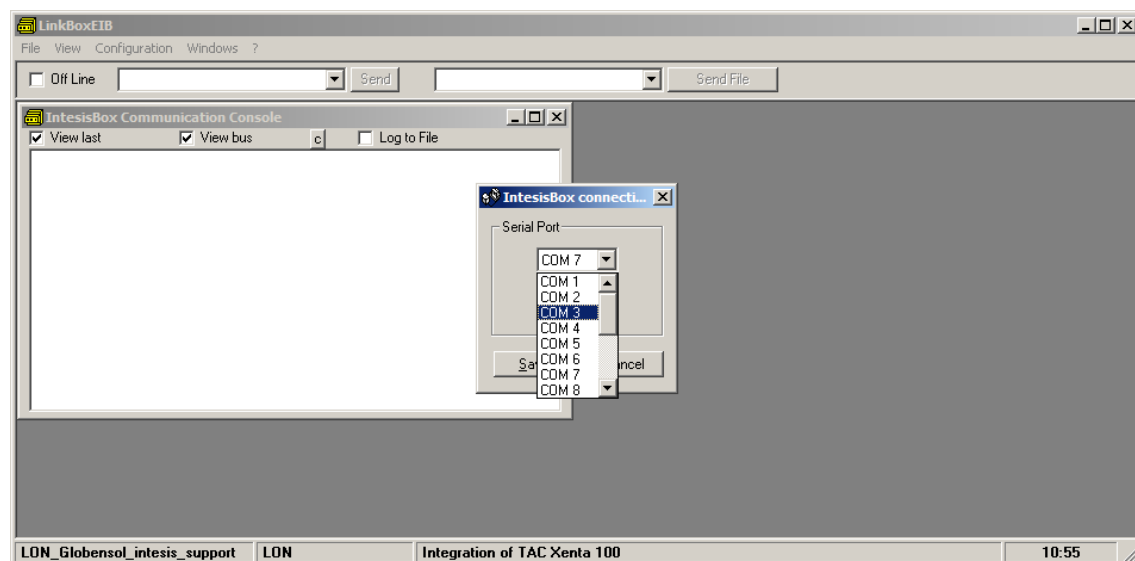 LinkBoxEIB
File View Configuration Windows ?
Off Line Send Send File
IntesisBox Communication Console
View last View bus c Log to File
IntesisBox connecti...
Serial Port
COM 7
COM 1
COM 2
COM 3
COM 4
COM 5
COM 6
COM 7
COM 8
LON_Globensol_intesis_support LON Integration of TAC Xenta 100 10:55